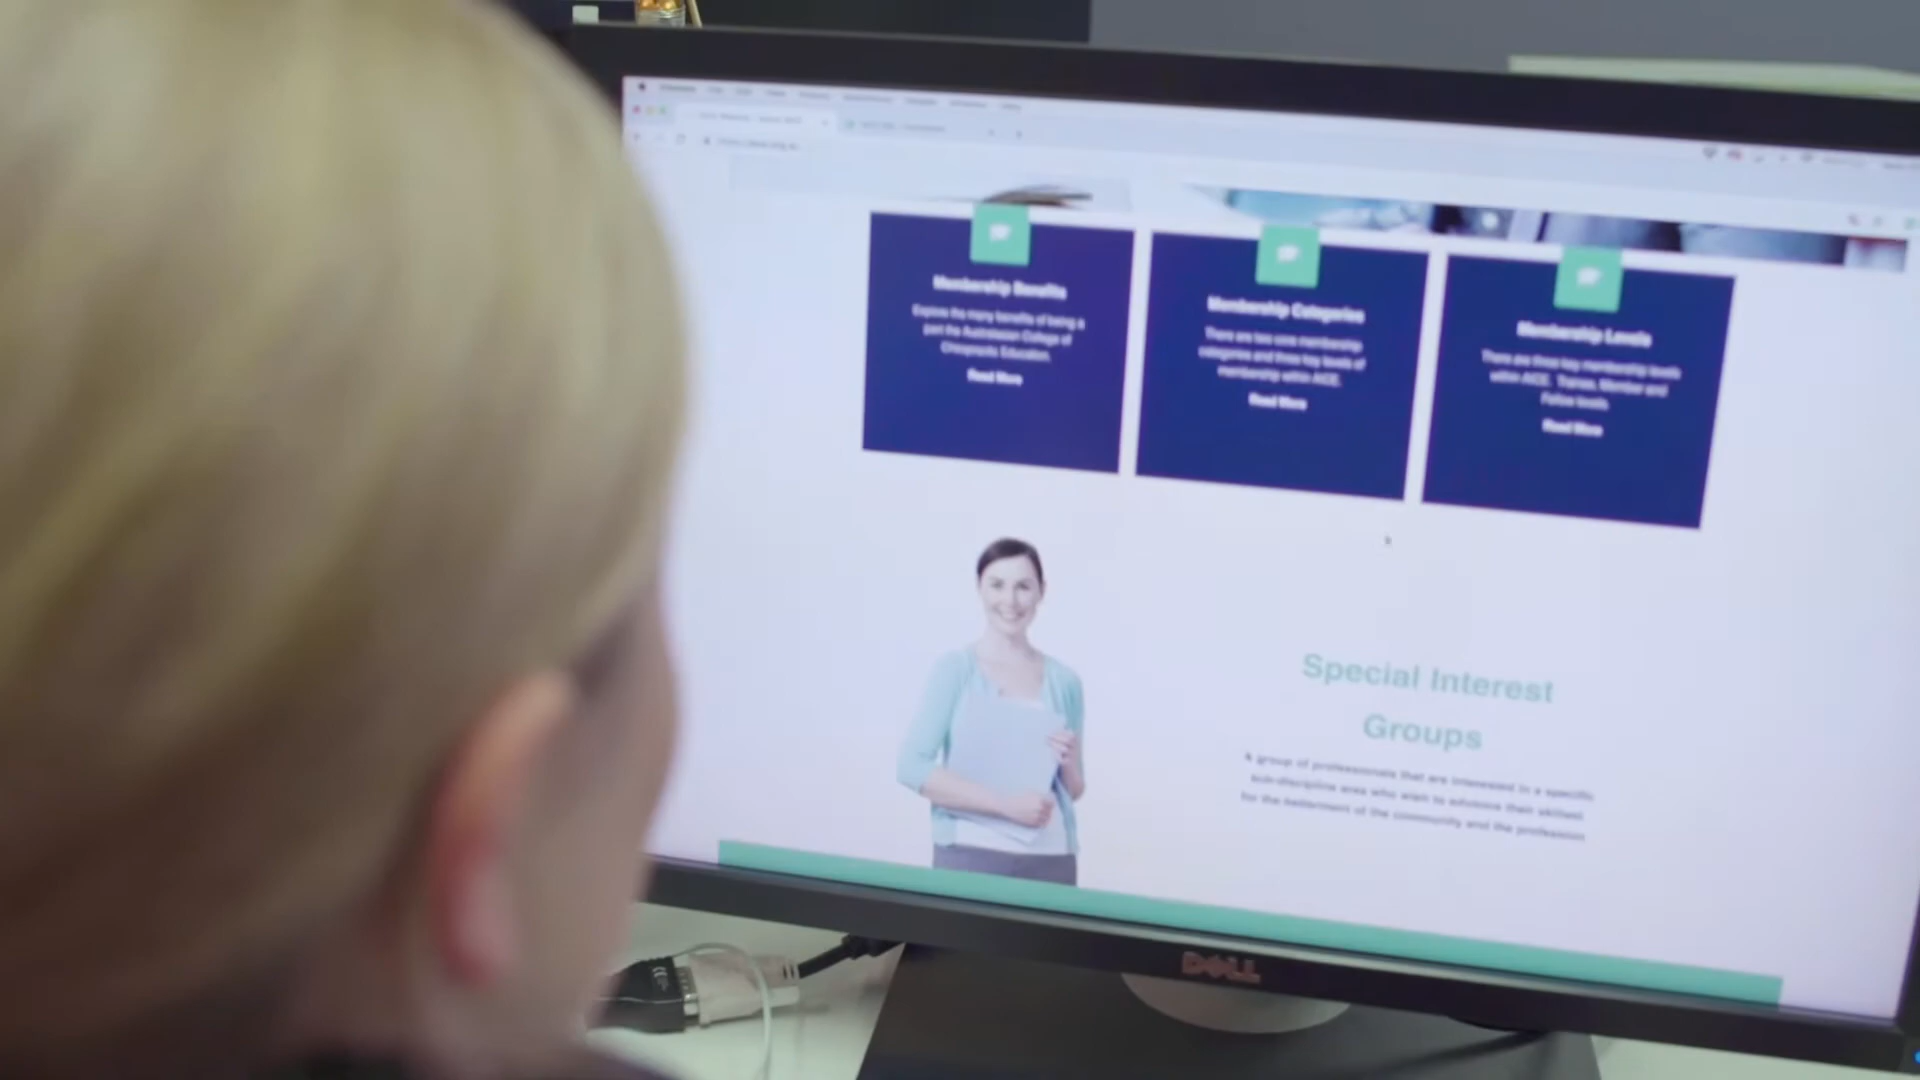 Membership Benefits
Explore the many benefits of being a
part the Australasian College of
Chiropractic Education.
Read More
Membership Categories
There are two core membership
categories and three key levels of
membership within ACCE.
Read More
Membership Levels
There are three key membership levels
within ACCE. Trainee, Member and
Fellow levels.
Read More
Special Interest
Groups
A group of professionals that are interested in a specific
sub-discipline area who wish to advance their skillset
for the betterment of the community and the profession
DELL